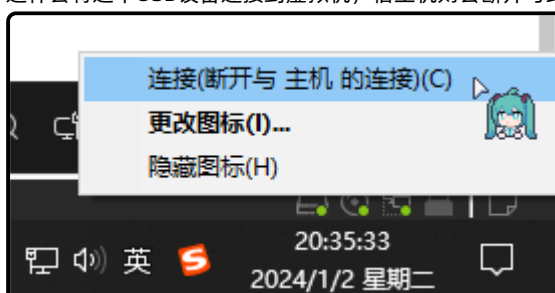 连接(断开与 主机 的连接)(C)
更改图标(I)...
隐藏图标(H)
英
20:35:33
2024/1/2 星期二